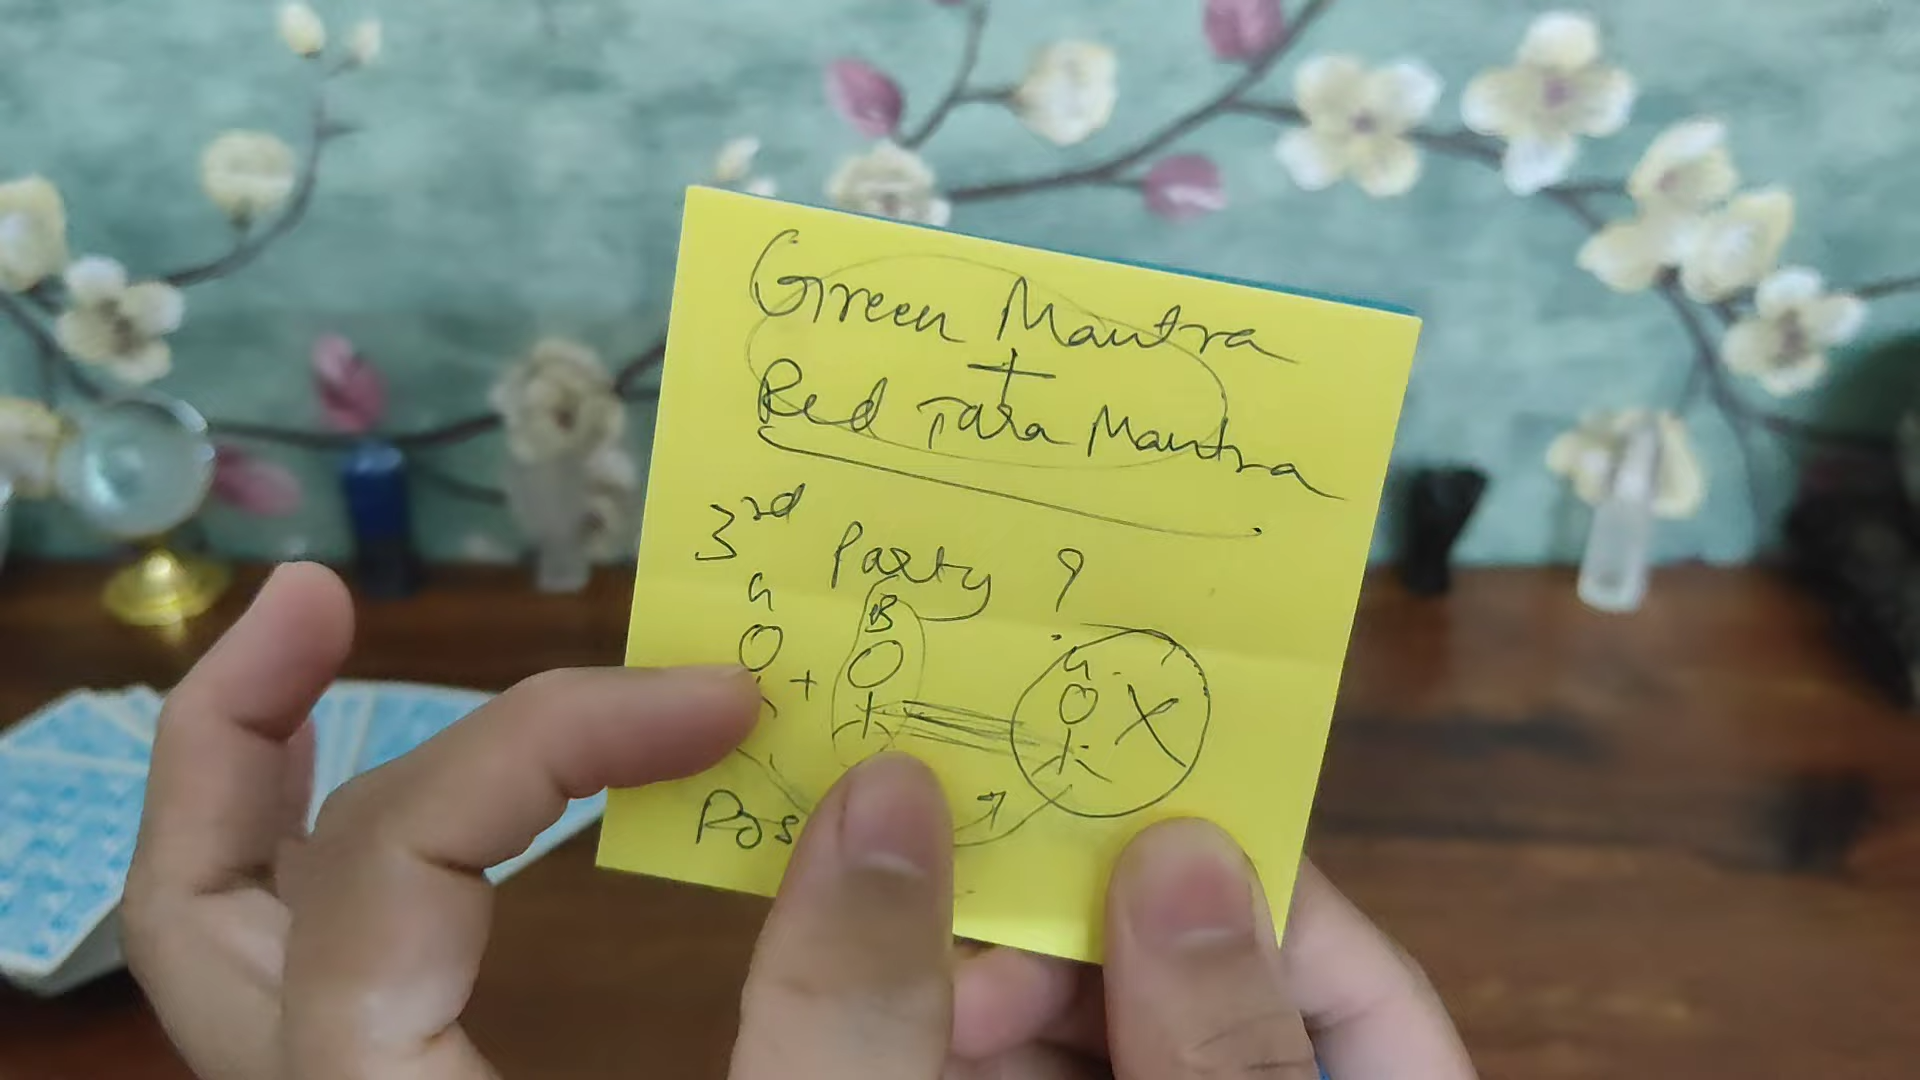 Green Mantra
+
Red Tara Mantra
3rd Party ?
G B
+ G X
Pos